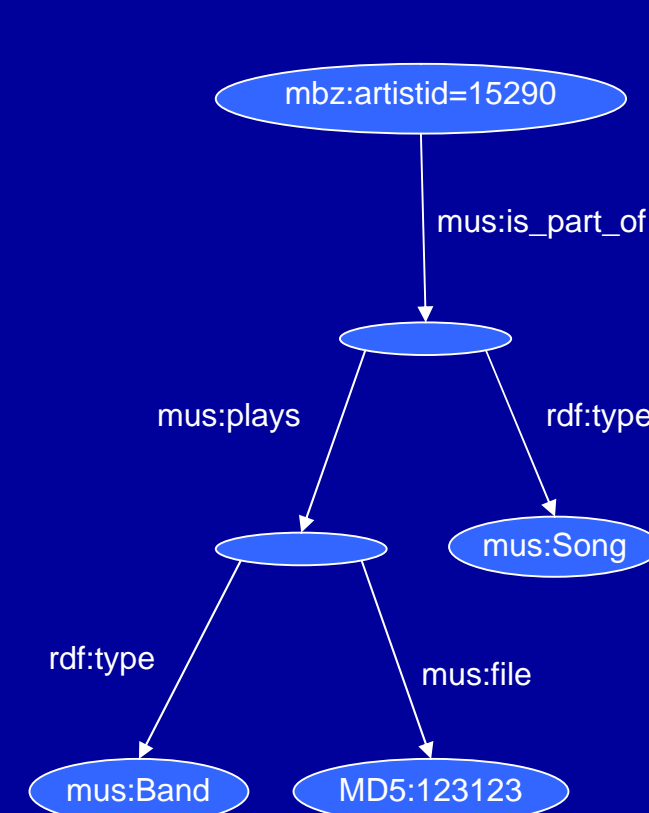 mbz:artistid=15290
mus:is_part_of
mus:plays
rdf:type
mus:Song
rdf:type
mus:file
mus:Band
MD5:123123